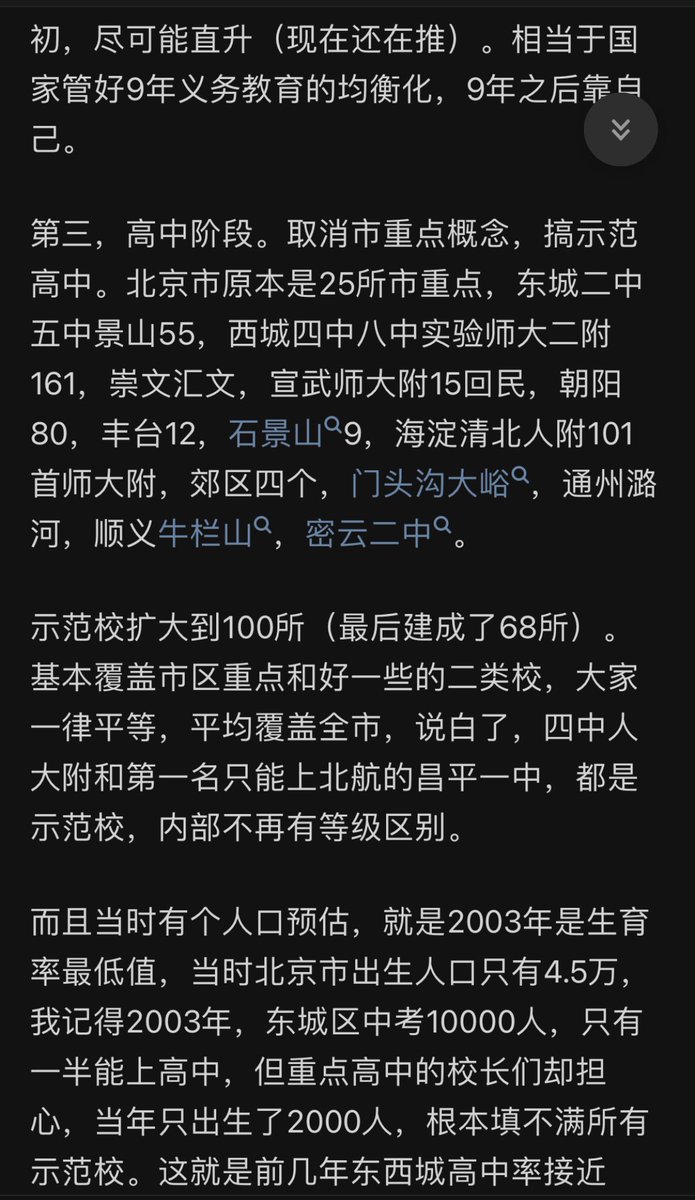 初，尽可能直升（现在还在推）。相当于国
家管好9年义务教育的均衡化，9年之后靠自
己。
第三，高中阶段。取消市重点概念，搞示范
高中。北京市原本是25所市重点，东城二中
五中景山55，西城四中八中实验师大二附
161，崇文汇文，宣武师大附15回民，朝阳
80，丰台12，石景山9，海淀清北人附101
首师大附，郊区四个，门头沟大峪，通州潞
河，顺义牛栏山，密云二中。
示范校扩大到100所（最后建成了68所）。
基本覆盖市区重点和好一些的二类校，大家
一律平等，平均覆盖全市，说白了，四中人
大附和第一名只能上北航的昌平一中，都是
示范校，内部不再有等级区别。
而且当时有个人口预估，就是2003年是生育
率最低值，当时北京市出生人口只有4.5万，
我记得2003年，东城区中考10000人，只有
一半能上高中，但重点高中的校长们却担
心，当年只出生了2000人，根本填不满所有
示范校。这就是前几年东西城高中率接近